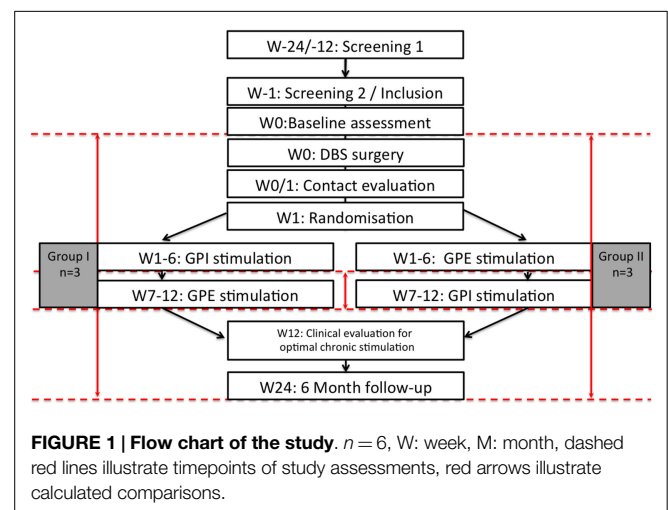 W-24/-12: Screening 1
W-1: Screening 2 / Inclusion
W0:Baseline assessment
W0: DBS surgery
W0/1: Contact evaluation
W1: Randomisation
Group I
n=3
W1-6: GPI stimulation
W1-6: GPE stimulation
Group II
n=3
W7-12: GPE stimulation
W7-12: GPI stimulation
W12: Clinical evaluation for
optimal chronic stimulation
W24: 6 Month follow-up
FIGURE 1 | Flow chart of the study. n = 6, W: week, M: month, dashed
red lines illustrate timepoints of study assessments, red arrows illustrate
calculated comparisons.